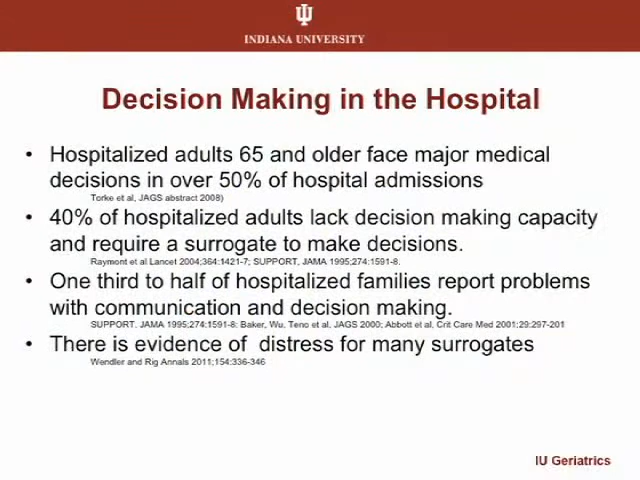 INDIANA UNIVERSITY
Decision Making in the Hospital
• Hospitalized adults 65 and older face major medical
decisions in over 50% of hospital admissions
Torke et al, JAGS abstract 2008)
• 40% of hospitalized adults lack decision making capacity
and require a surrogate to make decisions.
Raymont et al Lancet 2004;364:1421-7; SUPPORT, JAMA 1995;274:1591-8.
• One third to half of hospitalized families report problems
with communication and decision making.
SUPPORT. JAMA 1995;274:1591-8: Baker, Wu, Teno et al, JAGS 2000; Abbott et al, Crit Care Med 2001:29:297-201
• There is evidence of  distress for many surrogates
Wendler and Rig Annals 2011;154:336-346
IU Geriatrics